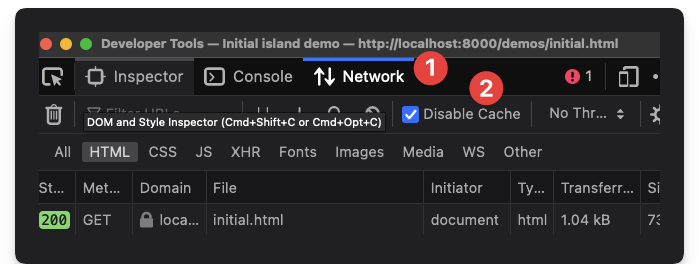 Developer Tools — Initial island demo — http://localhost:8000/demos/initial.html
Inspector Console Network 1 1
Filter URLs 2 Disable Cache No Thr...
DOM and Style Inspector (Cmd+Shift+C or Cmd+Opt+C)
All HTML CSS JS XHR Fonts Images Media WS Other
St... Met... Domain File Initiator Ty... Transferr... Si
200 GET loca... initial.html document html 1.04 kB 73